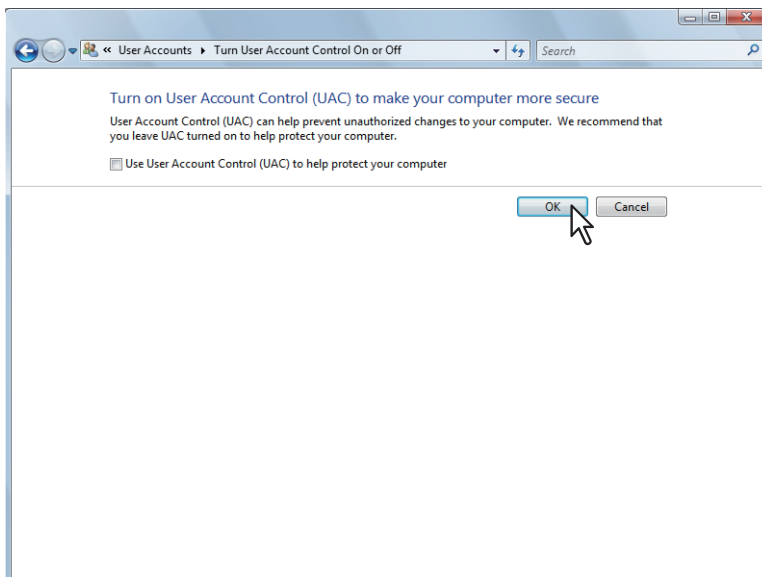 « User Accounts ▸ Turn User Account Control On or Off
Search
Turn on User Account Control (UAC) to make your computer more secure
User Account Control (UAC) can help prevent unauthorized changes to your computer. We recommend that
you leave UAC turned on to help protect your computer.
Use User Account Control (UAC) to help protect your computer
OK
Cancel